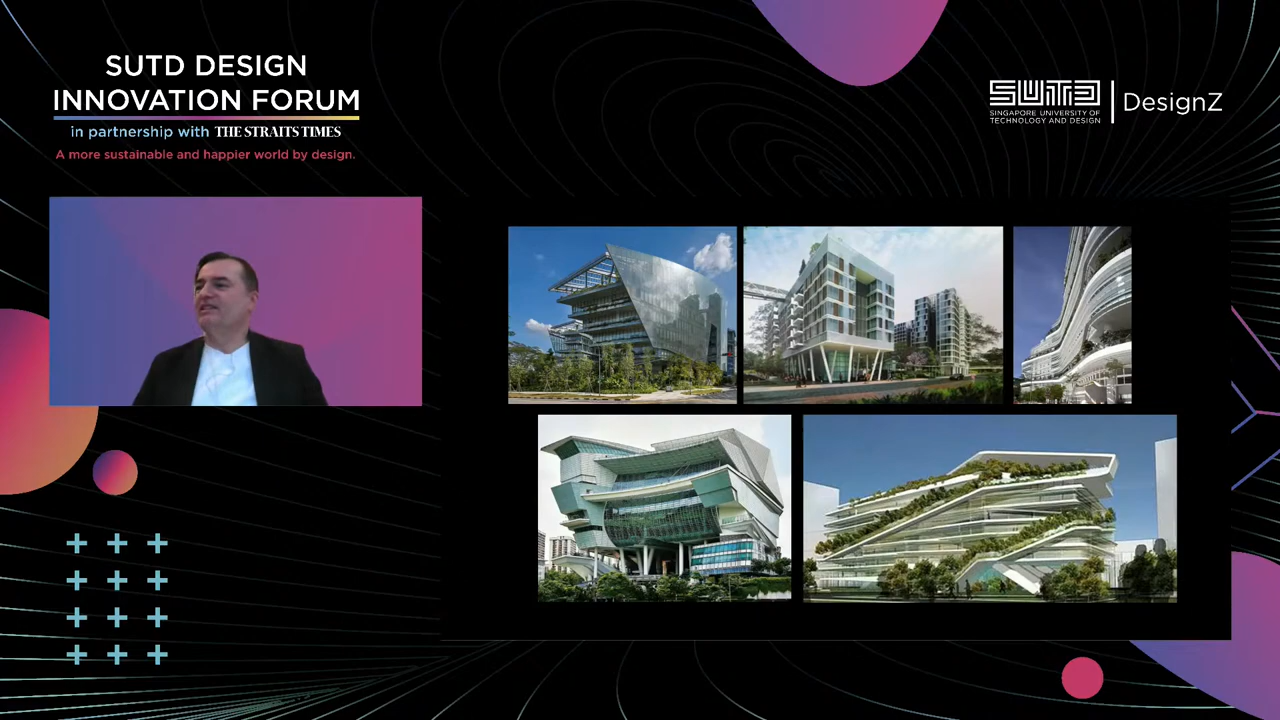 SUTD DESIGN
INNOVATION FORUM
in partnership with THE STRAITS TIMES
A more sustainable and happier world by design.
SUTD
SINGAPORE UNIVERSITY OF
TECHNOLOGY AND DESIGN
DesignZ